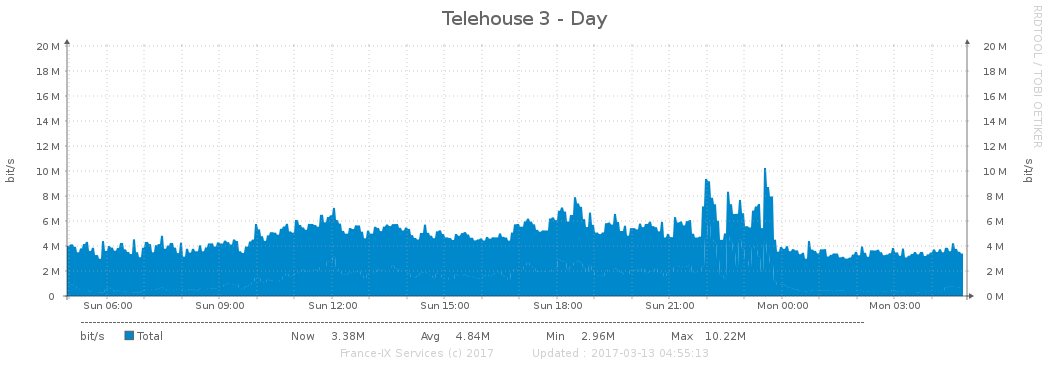 Telehouse 3 - Day
RRDTOOL / TOBI OETIKER
bit/s
bit/s
20 M 20 M
18 M 18 M
16 M 16 M
14 M 14 M
12 M 12 M
10 M 10 M
8 M 8 M
6 M 6 M
4 M 4 M
2 M 2 M
0 0 M
Sun 06:00 Sun 09:00 Sun 12:00 Sun 15:00 Sun 18:00 Sun 21:00 Mon 00:00 Mon 03:00
bit/s Total Now 3.38M Avg 4.84M Min 2.96M Max 10.22M
France-IX Services (c) 2017 Updated : 2017-03-13 04:55:13